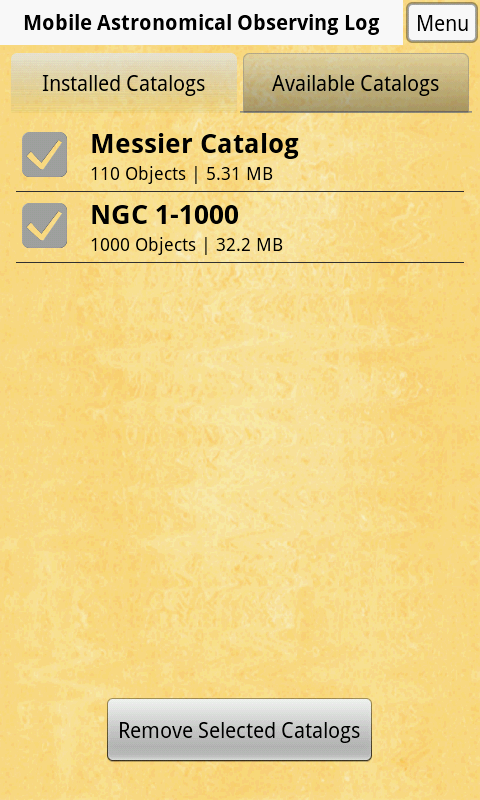 Mobile Astronomical Observing Log
Menu
Installed Catalogs
Available Catalogs
Messier Catalog
110 Objects | 5.31 MB
NGC 1-1000
1000 Objects | 32.2 MB
Remove Selected Catalogs